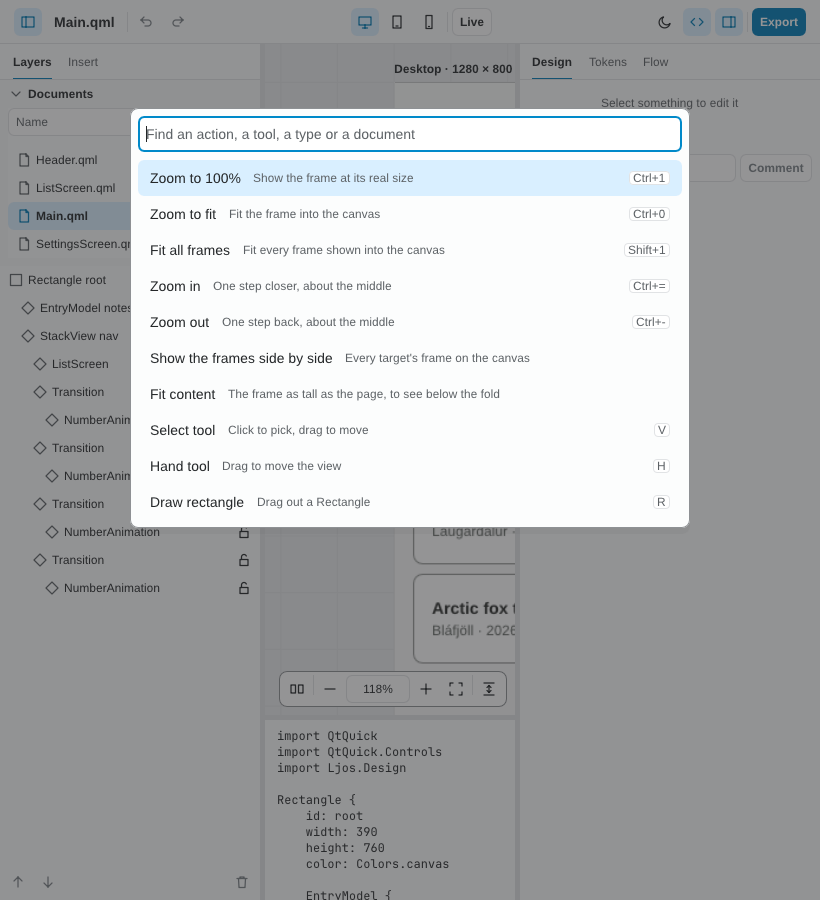 Main.qml
Live
Export
Layers
Insert
Desktop · 1280 × 800
Design
Tokens
Flow
Documents
Select something to edit it
Name
Find an action, a tool, a type or a document
Header.qml
Comment
Zoom to 100% Show the frame at its real size Ctrl+1
ListScreen.qml
Main.qml
Zoom to fit Fit the frame into the canvas Ctrl+0
SettingsScreen.q
Fit all frames Fit every frame shown into the canvas Shift+1
Rectangle root
Zoom in One step closer, about the middle Ctrl+=
EntryModel notes
Zoom out One step back, about the middle Ctrl+-
StackView nav
Show the frames side by side Every target's frame on the canvas
ListScreen
Transition
Fit content The frame as tall as the page, to see below the fold
NumberAnim
Select tool Click to pick, drag to move V
Transition
Hand tool Drag to move the view H
NumberAnim
Transition
Draw rectangle Drag out a Rectangle R
NumberAnimation
Laugardalur ·
Transition
NumberAnimation
Arctic fox
Bláfjöll · 2026
118%
import QtQuick
import QtQuick.Controls
import Ljos.Design
Rectangle {
id: root
width: 390
height: 760
color: Colors.canvas
EntryModel {